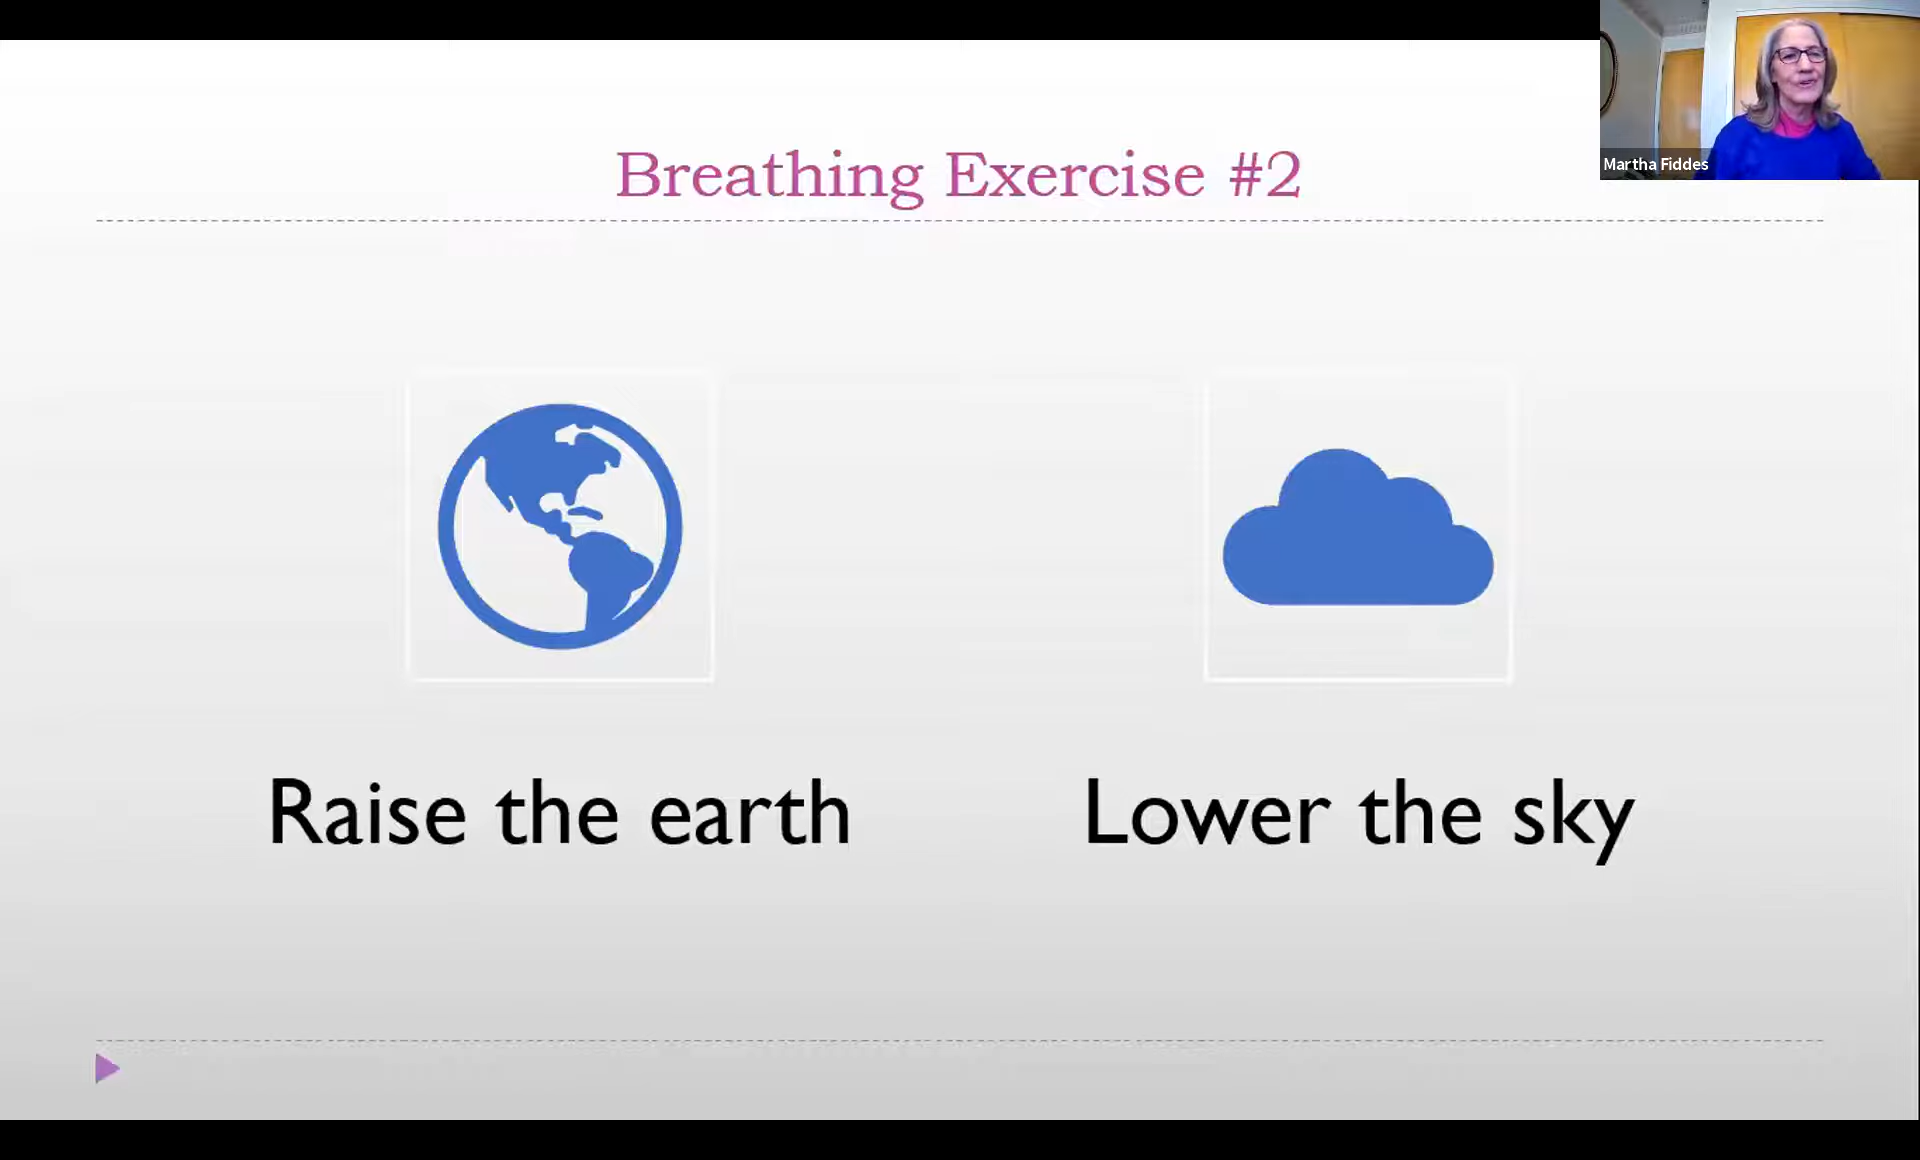 Breathing Exercise #2
Martha Fiddes
Raise the earth
Lower the sky